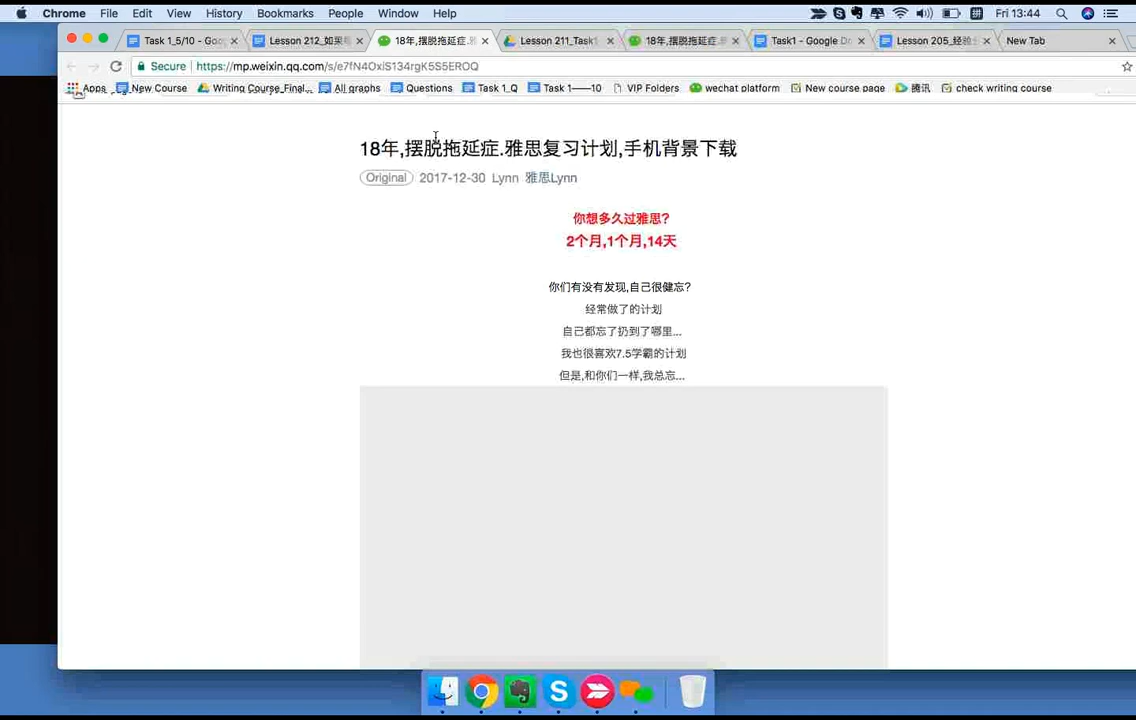 Chrome File Edit View History Bookmarks People Window Help Fri 13:44
Task 1_5/10 - Goo Lesson 212_如果 18年,摆脱拖延症.雅 Lesson 211_Task1 18年,摆脱拖延症.雅 Task1 - Google Dr Lesson 205_经验 New Tab
Secure https://mp.weixin.qq.com/s/e7fN4OxiS134rgK5S5EROQ
Apps New Course Writing Course_Final... All graphs Questions Task 1_Q Task 1——10 VIP Folders wechat platform New course page 腾讯 check writing course
18年,摆脱拖延症.雅思复习计划,手机背景下载
Original 2017-12-30 Lynn 雅思Lynn
你想多久过雅思?
2个月,1个月,14天
你们有没有发现,自己很健忘?
经常做了的计划
自己都忘了扔到了哪里...
我也很喜欢7.5学霸的计划
但是,和你们一样,我总忘...